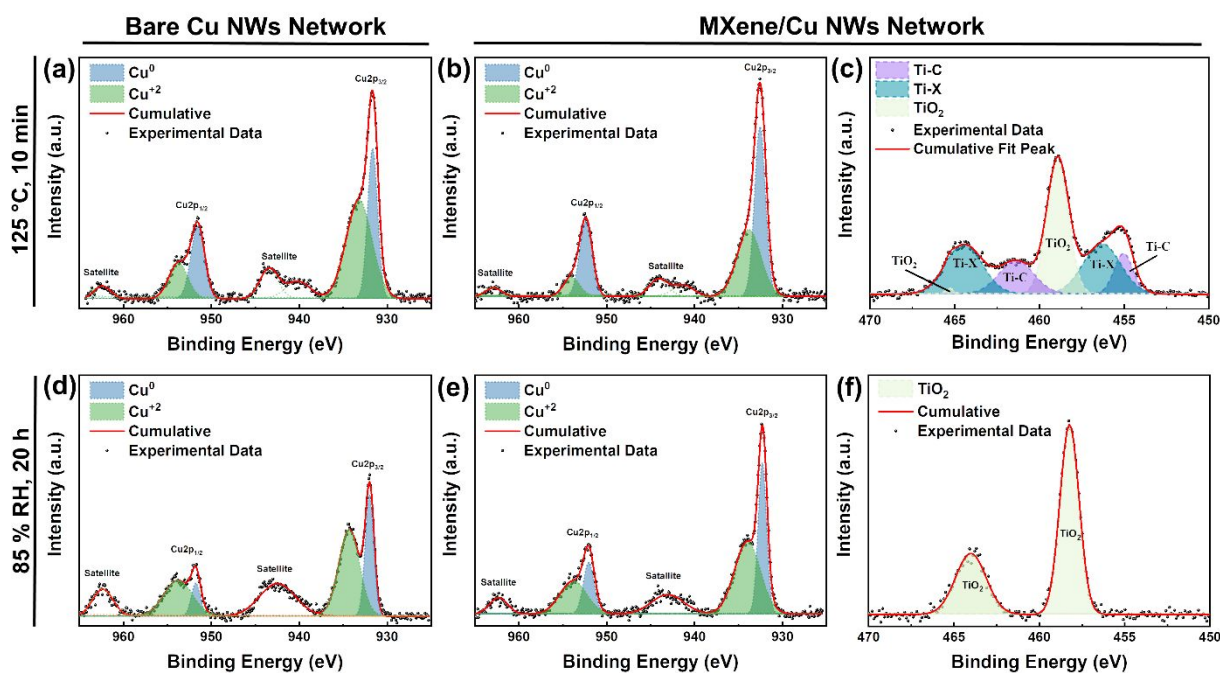 Bare Cu NWs Network
MXene/Cu NWs Network
125 °C, 10 min
(a)
Cu⁰
Cu⁺²
Cumulative
Experimental Data
Cu2p₃/₂
Cu2p₁/₂
Satellite
Satellite
Intensity (a.u.)
960 950 940 930
Binding Energy (eV)
(b)
Cu⁰
Cu⁺²
Cumulative
Experimental Data
Cu2p₃/₂
Cu2p₁/₂
Satellite
Satellite
Intensity (a.u.)
960 950 940 930
Binding Energy (eV)
(c)
Ti-C
Ti-X
TiO₂
Experimental Data
Cumulative Fit Peak
TiO₂
Ti-X
Ti-C
TiO₂
Ti-X
Ti-C
Intensity (a.u.)
470 465 460 455 450
Binding Energy (eV)
85 % RH, 20 h
(d)
Cu⁰
Cu⁺²
Cumulative
Experimental Data
Cu2p₃/₂
Cu2p₁/₂
Satellite
Satellite
Intensity (a.u.)
960 950 940 930
Binding Energy (eV)
(e)
Cu⁰
Cu⁺²
Cumulative
Experimental Data
Cu2p₃/₂
Cu2p₁/₂
Satellite
Satellite
Intensity (a.u.)
960 950 940 930
Binding Energy (eV)
(f)
TiO₂
Cumulative
Experimental Data
TiO₂
TiO₂
Intensity (a.u.)
470 465 460 455 450
Binding Energy (eV)